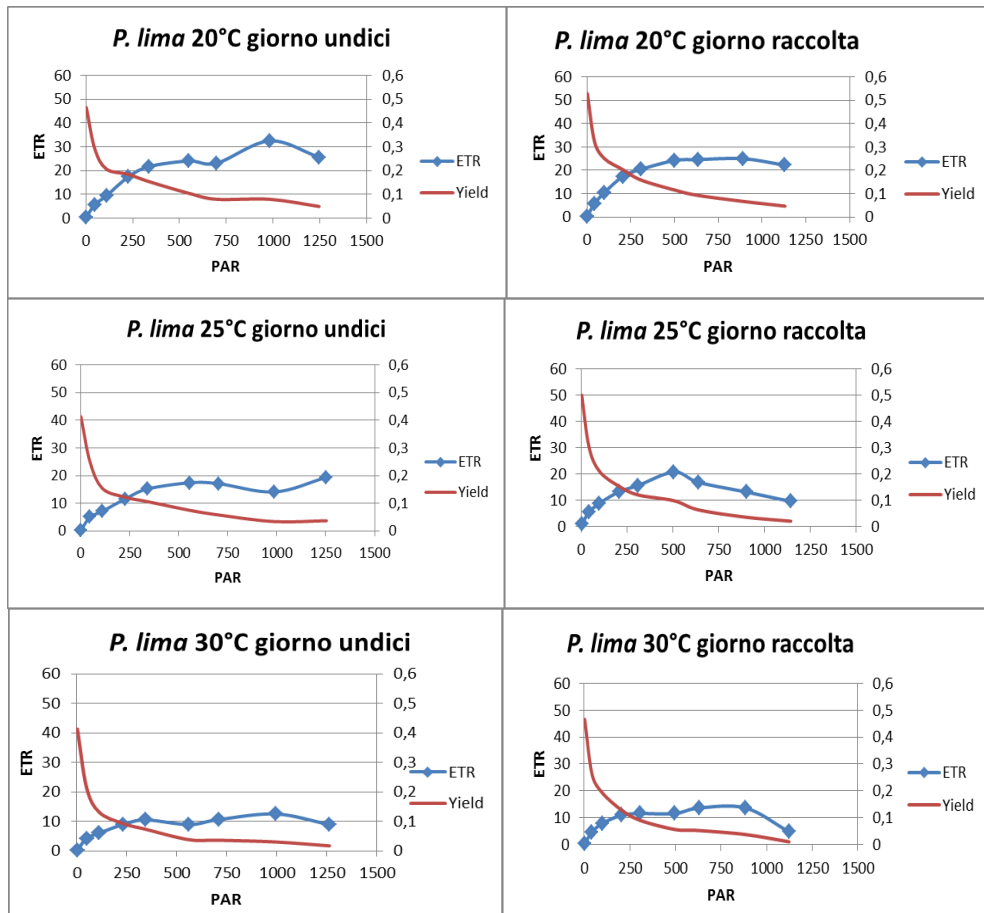 P. lima 20°C giorno undici
60
50
40
30
20
10
0
ETR
0,6
0,5
0,4
0,3
0,2
0,1
0
0 250 500 750 1000 1250 1500
PAR
ETR
Yield
P. lima 20°C giorno raccolta
60
50
40
30
20
10
0
ETR
0,6
0,5
0,4
0,3
0,2
0,1
0
0 250 500 750 1000 1250 1500
PAR
ETR
Yield
P. lima 25°C giorno undici
60
50
40
30
20
10
0
ETR
0,6
0,5
0,4
0,3
0,2
0,1
0
0 250 500 750 1000 1250 1500
PAR
ETR
Yield
P. lima 25°C giorno raccolta
60
50
40
30
20
10
0
ETR
0,6
0,5
0,4
0,3
0,2
0,1
0
0 250 500 750 1000 1250 1500
PAR
ETR
Yield
P. lima 30°C giorno undici
60
50
40
30
20
10
0
ETR
0,6
0,5
0,4
0,3
0,2
0,1
0
0 250 500 750 1000 1250 1500
PAR
ETR
Yield
P. lima 30°C giorno raccolta
60
50
40
30
20
10
0
ETR
0,6
0,5
0,4
0,3
0,2
0,1
0
0 250 500 750 1000 1250 1500
PAR
ETR
Yield